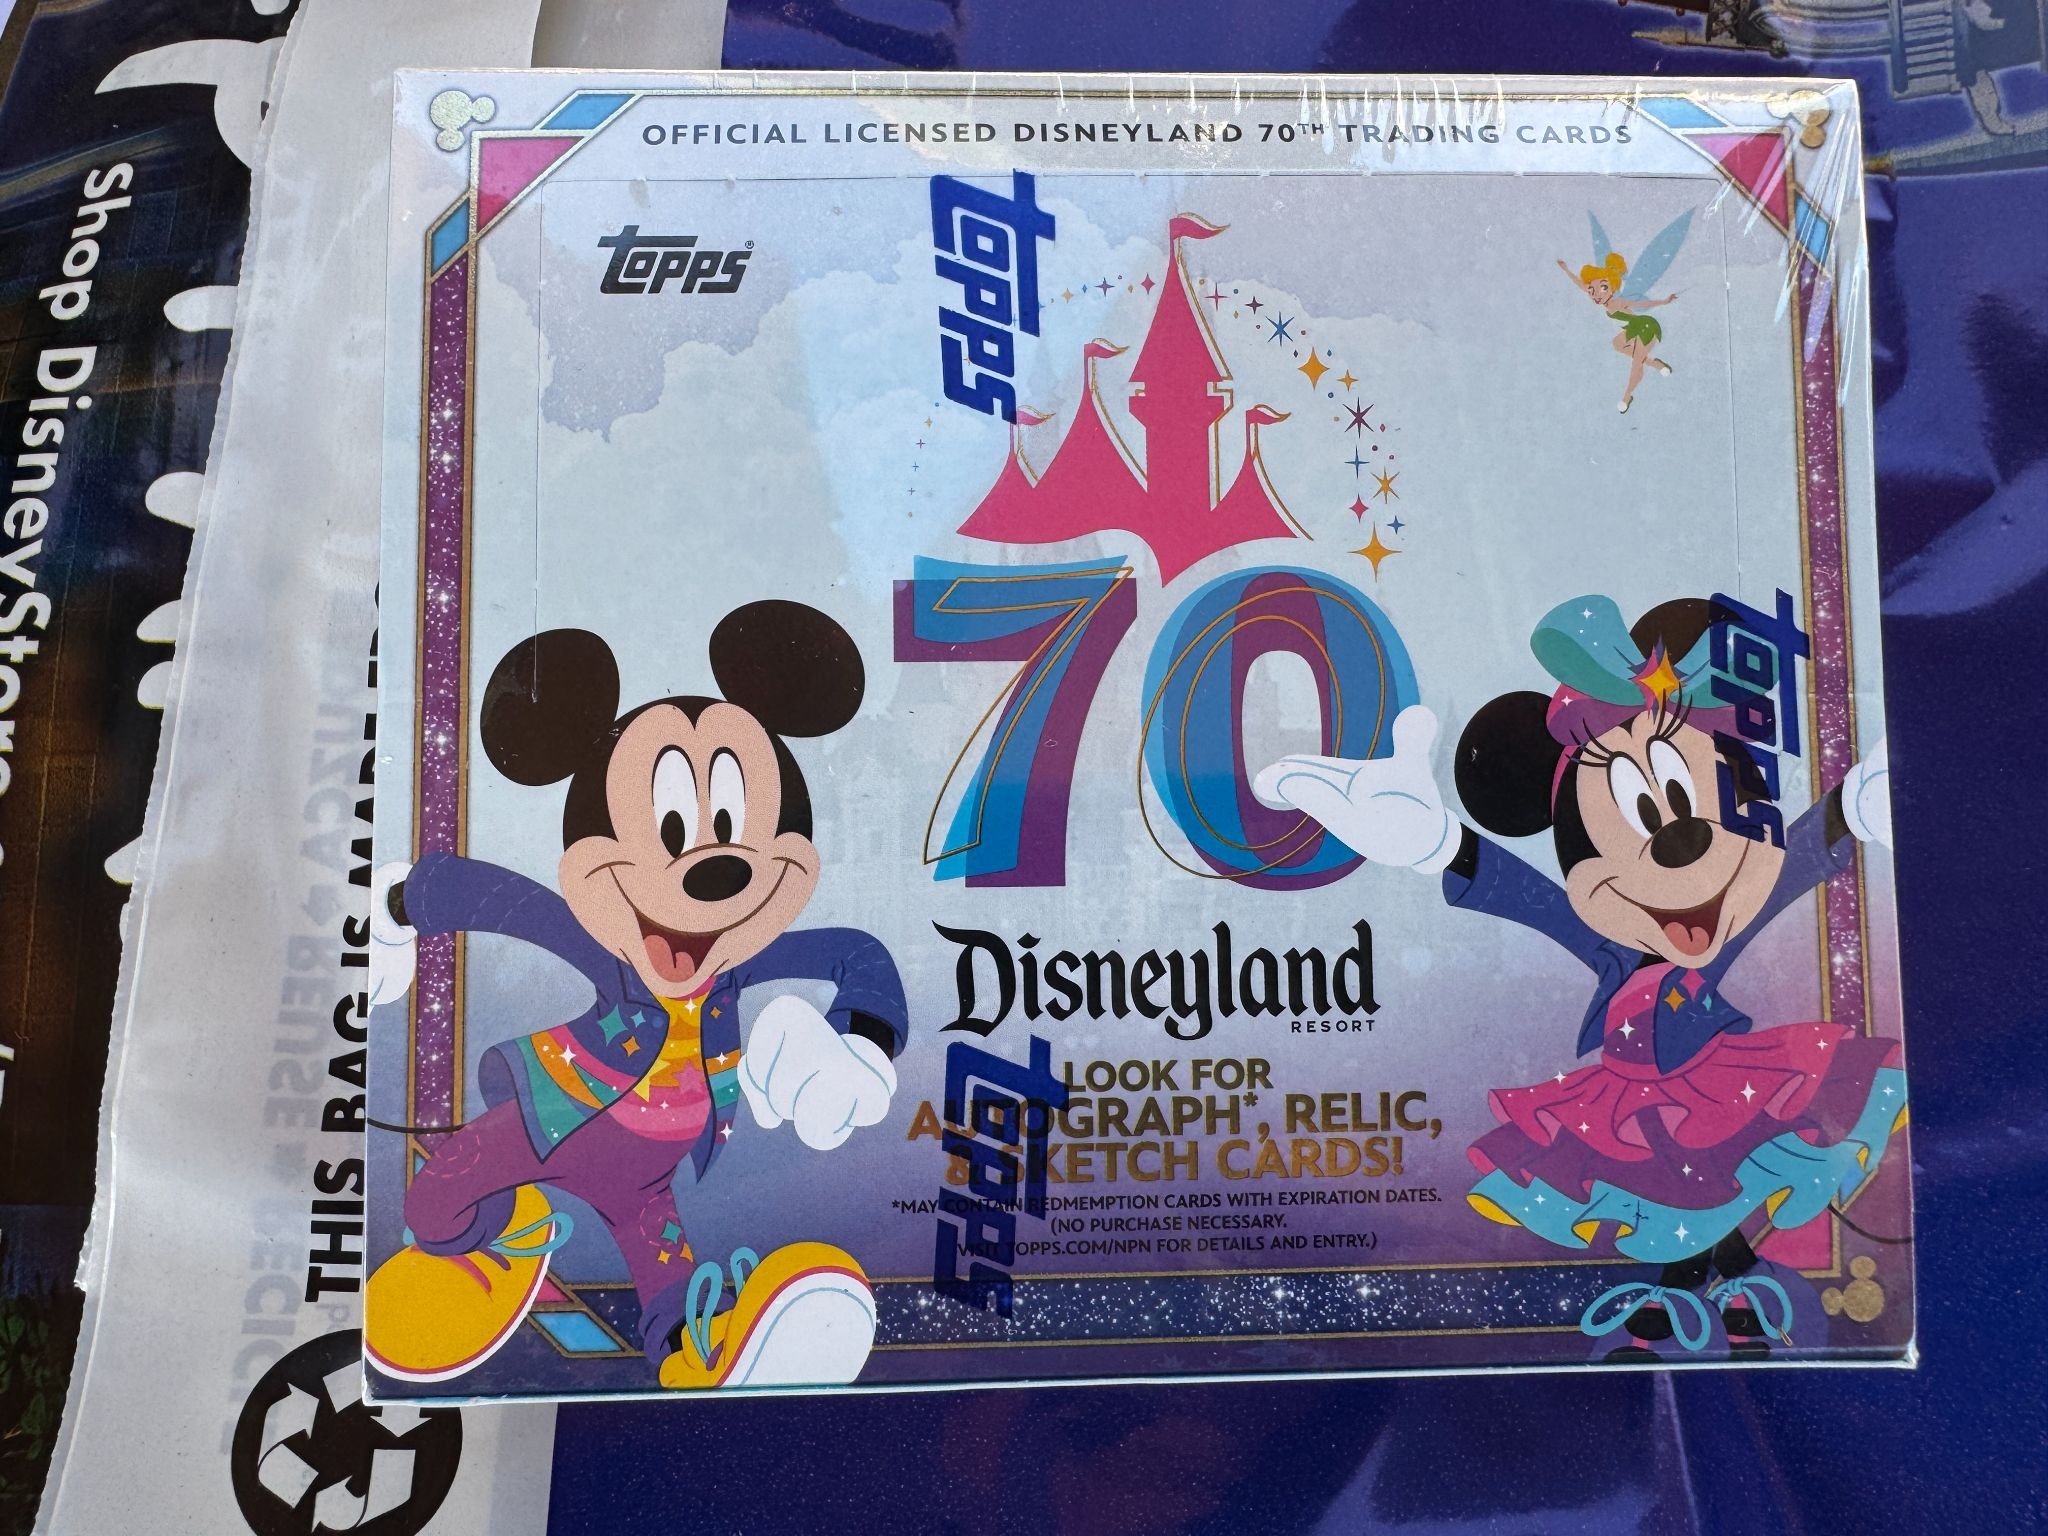 OFFICIAL LICENSED DISNEYLAND 70TH TRADING CARDS
topps
topps
topps
70
Disneyland
RESORT
LOOK FOR
AUTOGRAPH*, RELIC,
& SKETCH CARDS!
*MAY CONTAIN REDMEMPTION CARDS WITH EXPIRATION DATES.
(NO PURCHASE NECESSARY.
VISIT TOPPS.COM/NPN FOR DETAILS AND ENTRY.)
topps
Shop DisneyStore
THIS BAG IS MADE